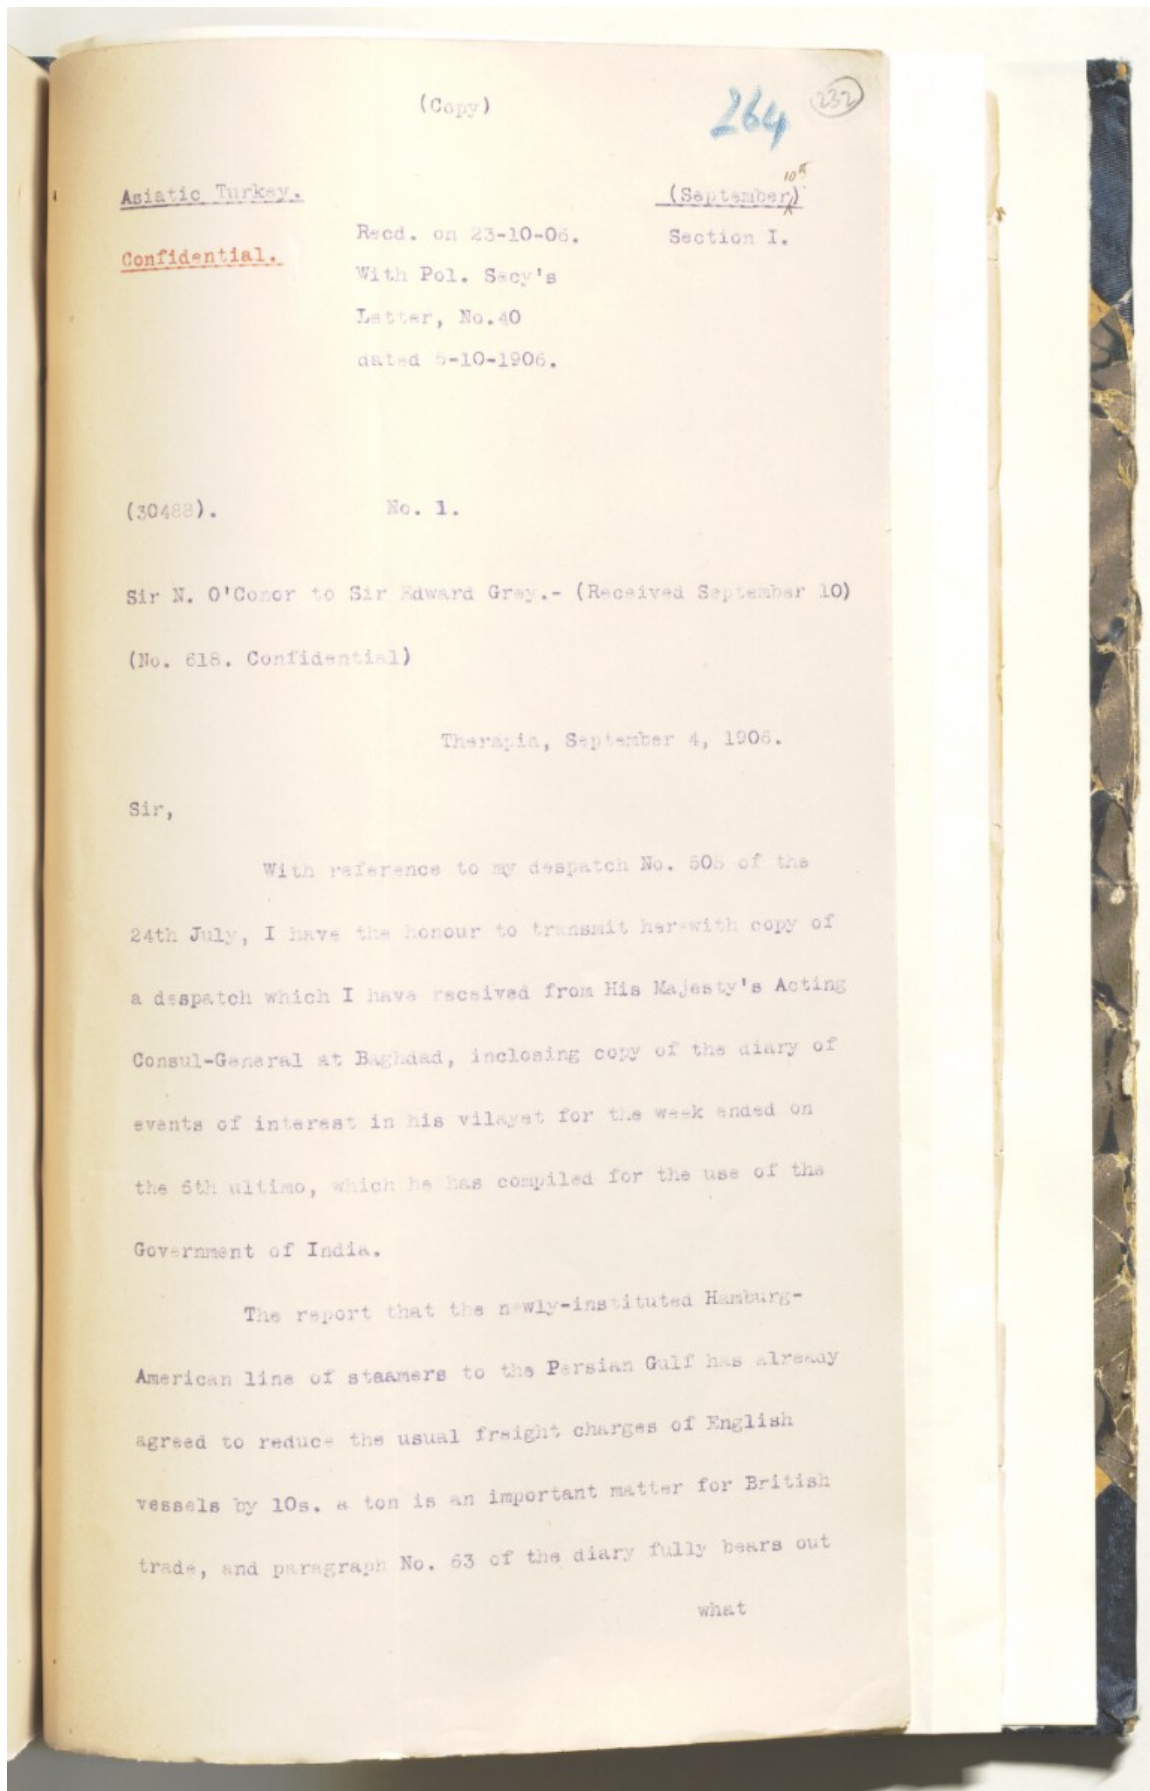 (Copy)
264
232
Asiatic Turkey.
(September 10th)
Confidential.
Recd. on 23-10-06.
Section I.
With Pol. Secy's
Letter, No.40
dated 5-10-1906.
(30488).
No. 1.
Sir N. O'Conor to Sir Edward Grey.- (Received September 10)
(No. 618. Confidential)
Therapia, September 4, 1906.
Sir,
With reference to my despatch No. 505 of the
24th July, I have the honour to transmit herewith copy of
a despatch which I have received from His Majesty's Acting
Consul-General at Baghdad, inclosing copy of the diary of
events of interest in his vilayet for the week ended on
the 6th ultimo, which he has compiled for the use of the
Government of India.
The report that the newly-instituted Hamburg-
American line of staamers to the Persian Gulf has already
agreed to reduce the usual freight charges of English
vessels by 10s. a ton is an important matter for British
trade, and paragraph No. 63 of the diary fully bears out
what